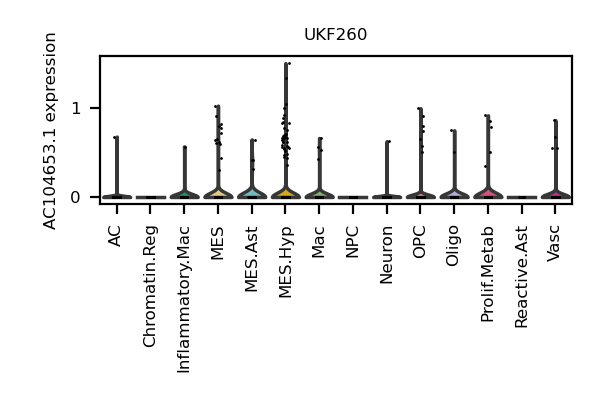 UKF260
AC104653.1 expression
1
0
AC
Chromatin.Reg
Inflammatory.Mac
MES
MES.Ast
MES.Hyp
Mac
NPC
Neuron
OPC
Oligo
Prolif.Metab
Reactive.Ast
Vasc